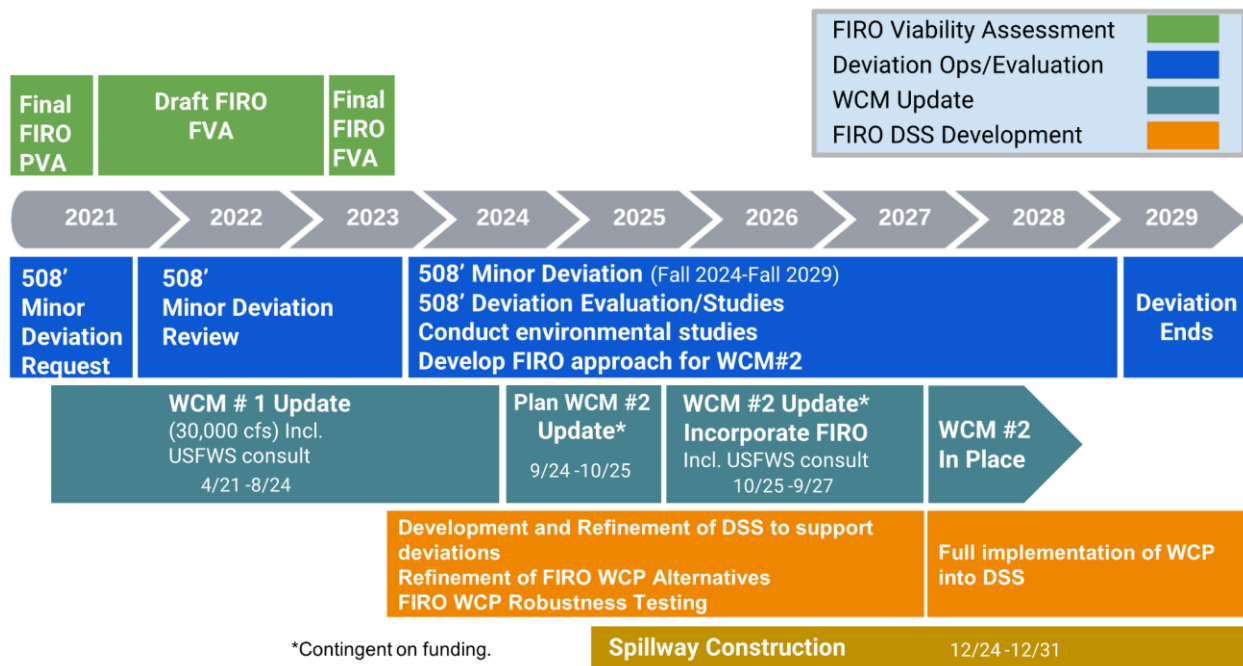 FIRO Viability Assessment
Deviation Ops/Evaluation
WCM Update
FIRO DSS Development
Final
FIRO
PVA
Draft FIRO
FVA
Final
FIRO
FVA
2021
2022
2023
2024
2025
2026
2027
2028
2029
508’
Minor
Deviation
Request
508’
Minor Deviation
Review
508’ Minor Deviation (Fall 2024-Fall 2029)
508’ Deviation Evaluation/Studies
Conduct environmental studies
Develop FIRO approach for WCM#2
Deviation
Ends
WCM # 1 Update
(30,000 cfs) Incl.
USFWS consult
4/21 -8/24
Plan WCM #2
Update*
9/24 -10/25
WCM #2 Update*
Incorporate FIRO
Incl. USFWS consult
10/25 -9/27
WCM #2
In Place
Development and Refinement of DSS to support
deviations
Refinement of FIRO WCP Alternatives
FIRO WCP Robustness Testing
Full implementation of WCP
into DSS
*Contingent on funding.
Spillway Construction 12/24 -12/31